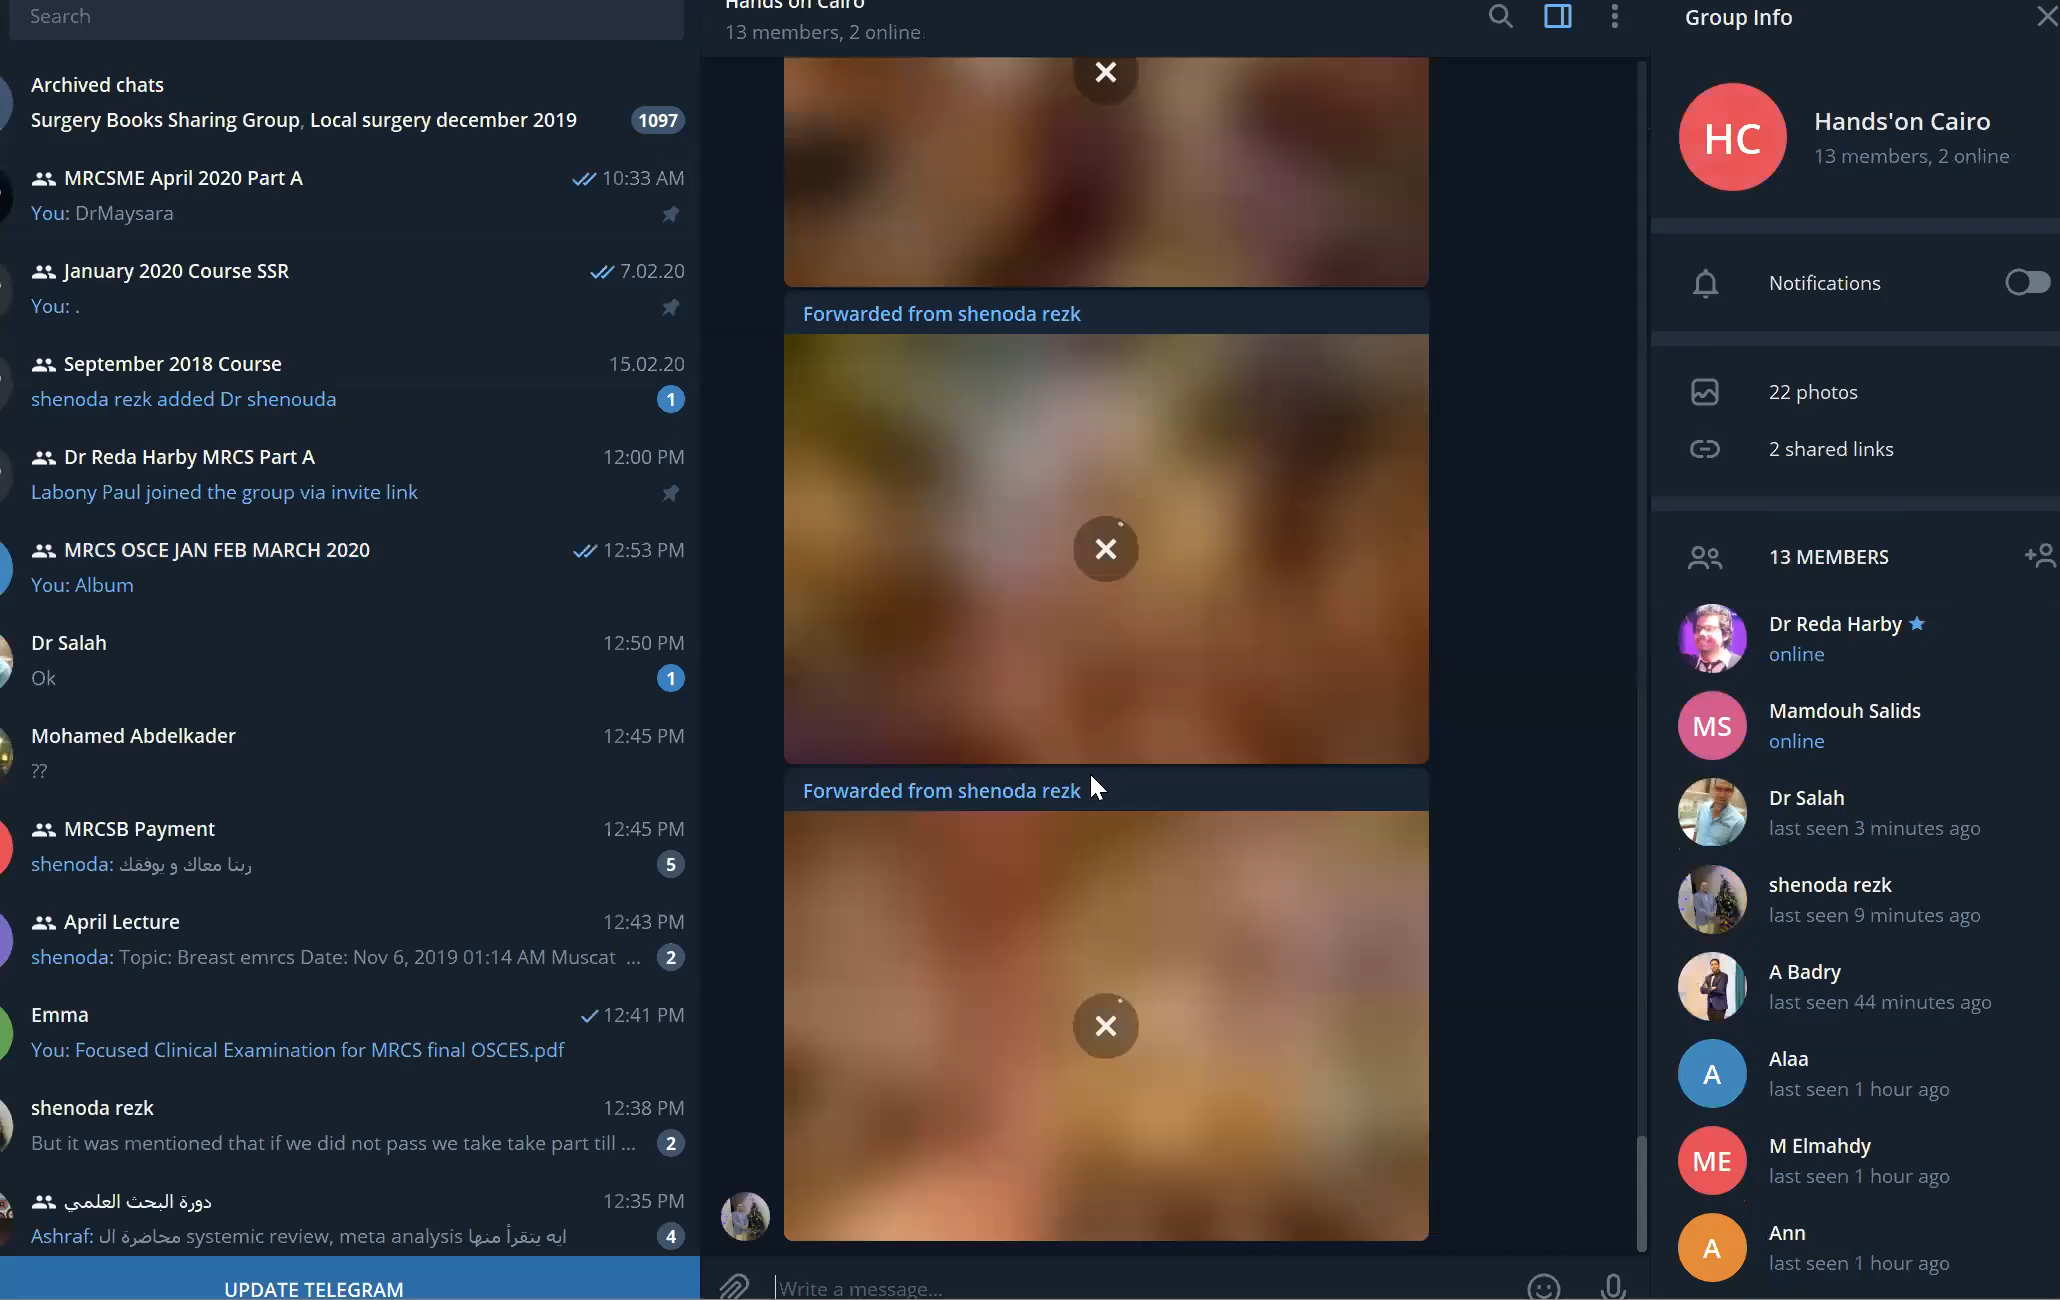 Search
Archived chats
Surgery Books Sharing Group, Local surgery december 2019
1097
MRCSME April 2020 Part A
10:33 AM
You: DrMaysara
January 2020 Course SSR
7.02.20
You: .
September 2018 Course
15.02.20
shenoda rezk added Dr shenouda
1
Dr Reda Harby MRCS Part A
12:00 PM
Labony Paul joined the group via invite link
MRCS OSCE JAN FEB MARCH 2020
12:53 PM
You: Album
Dr Salah
12:50 PM
Ok
1
Mohamed Abdelkader
12:45 PM
??
MRCSB Payment
12:45 PM
shenoda: ربنا معاك و يوفقك
5
April Lecture
12:43 PM
shenoda: Topic: Breast emrcs Date: Nov 6, 2019 01:14 AM Muscat ...
2
Emma
12:41 PM
You: Focused Clinical Examination for MRCS final OSCES.pdf
shenoda rezk
12:38 PM
But it was mentioned that if we did not pass we take take part till ...
2
دورة البحث العلمي
12:35 PM
Ashraf: محاضرة ال systemic review, meta analysis ايه يتقرأ منها
4
UPDATE TELEGRAM
Hands'on Cairo
13 members, 2 online
Forwarded from shenoda rezk
Forwarded from shenoda rezk
Write a message...
Group Info
HC
Hands'on Cairo
13 members, 2 online
Notifications
22 photos
2 shared links
13 MEMBERS
Dr Reda Harby
online
MS
Mamdouh Salids
online
Dr Salah
last seen 3 minutes ago
shenoda rezk
last seen 9 minutes ago
A Badry
last seen 44 minutes ago
A
Alaa
last seen 1 hour ago
ME
M Elmahdy
last seen 1 hour ago
A
Ann
last seen 1 hour ago